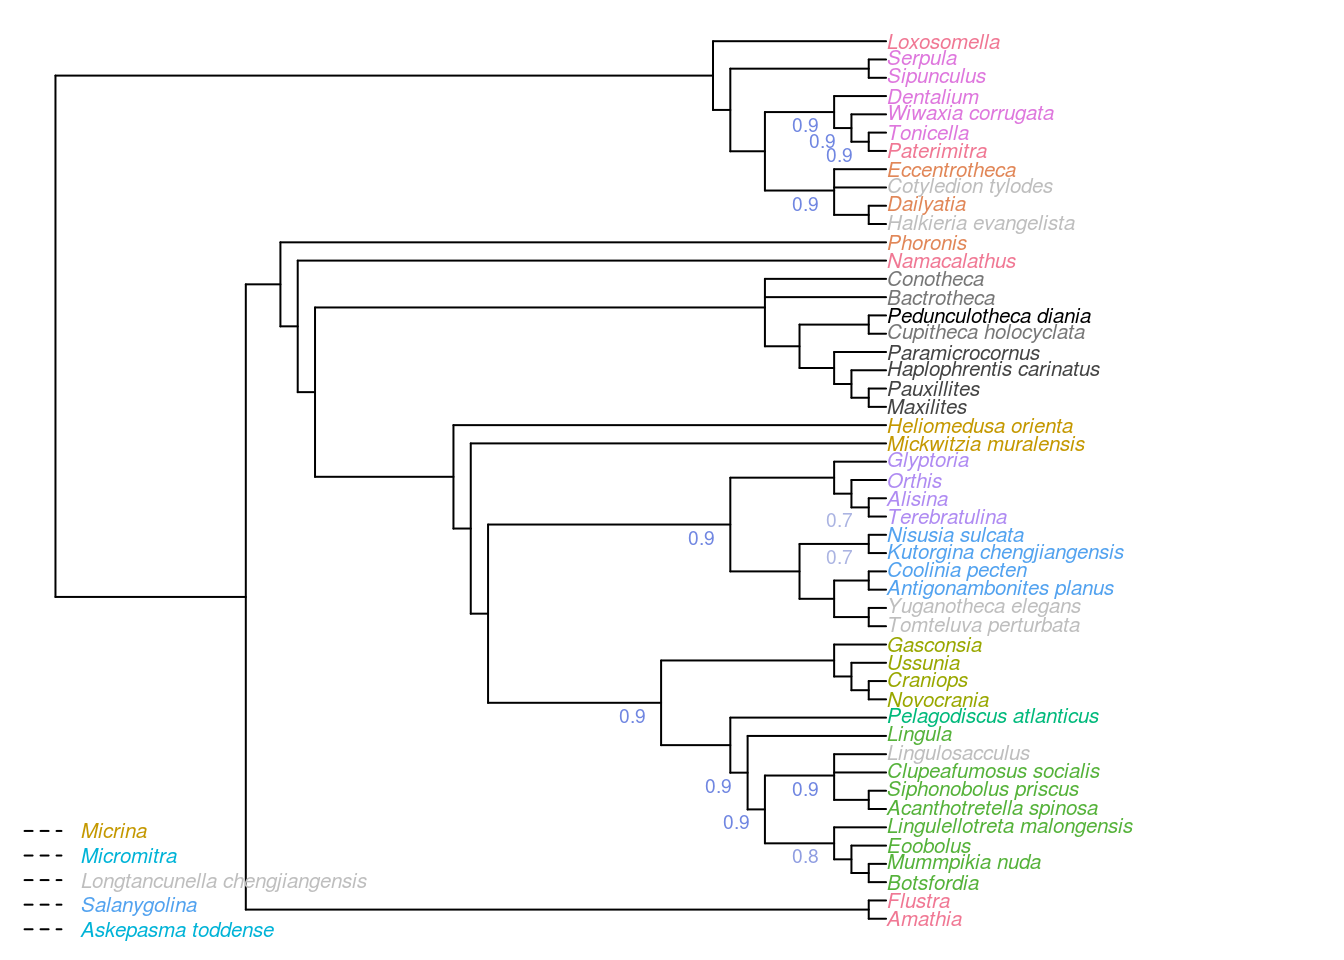 Loxosomella
Serpula
Sipunculus
Dentalium
Wiwaxia corrugata
0.9
Tonicella
0.9
Paterimitra
0.9
Eccentrotheca
Cotyledion tylodes
Dailyatia
0.9
Halkieria evangelista
Phoronis
Namacalathus
Conotheca
Bactrotheca
Pedunculotheca diania
Cupitheca holocyclata
Paramicrocornus
Haplophrentis carinatus
Pauxillites
Maxilites
Heliomedusa orienta
Mickwitzia muralensis
Glyptoria
Orthis
Alisina
Terebratulina
0.7
Nisusia sulcata
0.9
Kutorgina chengjiangensis
0.7
Coolinia pecten
Antigonambonites planus
Yuganotheca elegans
Tomteluva perturbata
Gasconsia
Ussunia
Craniops
Novocrania
Pelagodiscus atlanticus
0.9
Lingula
Lingulosacculus
Clupeafumosus socialis
0.9
Siphonobolus priscus
0.9
Acanthotretella spinosa
0.9
Lingulellotreta malongensis
Eoobolus
0.8
Mummpikia nuda
Botsfordia
Flustra
Amathia
Micrina
Micromitra
Longtancunella chengjiangensis
Salanygolina
Askepasma toddense